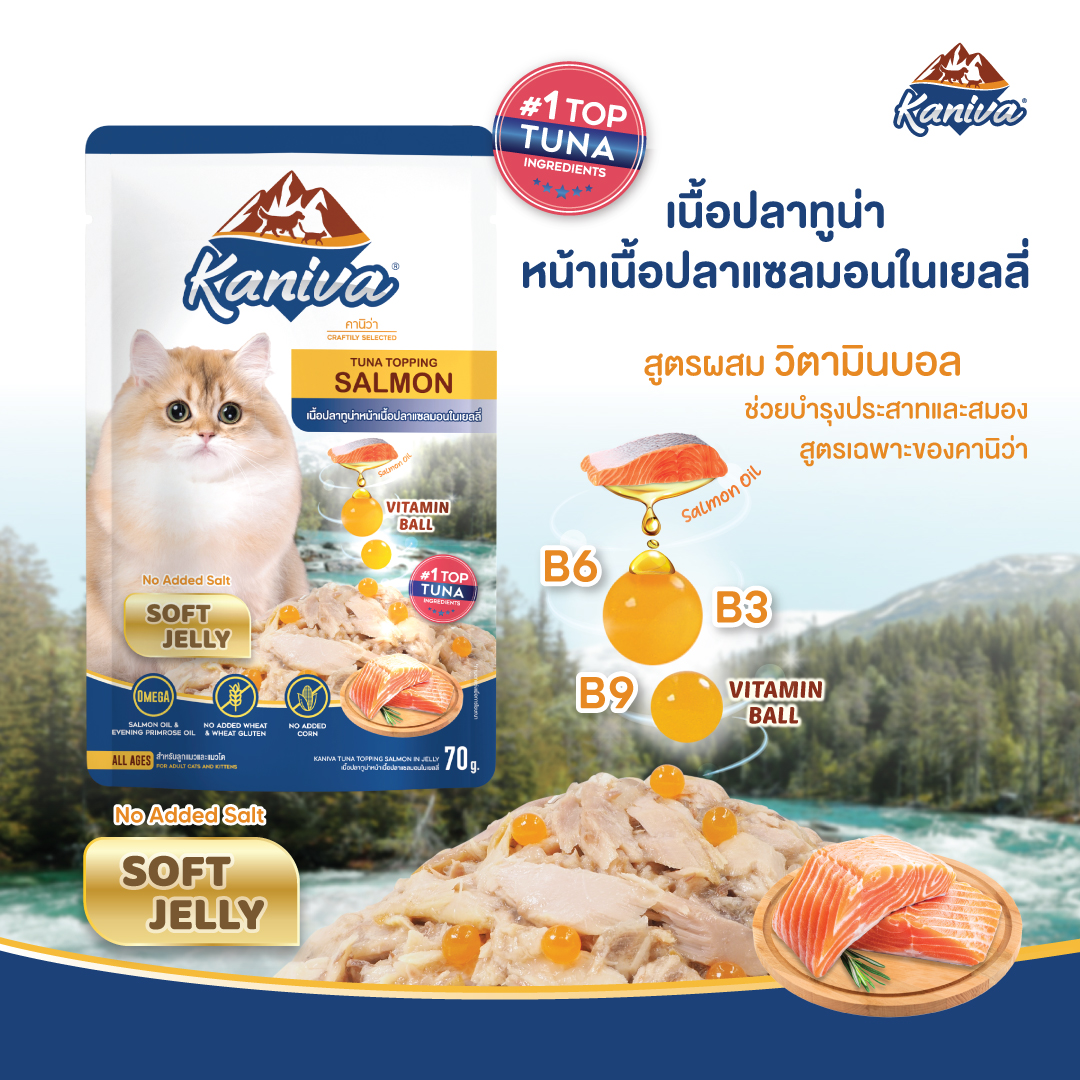 Kaniva®
#1 TOP
TUNA
INGREDIENTS
เนื้อปลาทูน่า
หน้าเนื้อปลาแซลมอนในเยลลี่
สูตรผสม วิตามินบอล
ช่วยบำรุงประสาทและสมอง
สูตรเฉพาะของคานิว่า
Salmon Oil
B6
B3
B9
VITAMIN
BALL
Kaniva®
คานิว่า
CRAFTILY SELECTED
TUNA TOPPING
SALMON
เนื้อปลาทูน่าหน้าเนื้อปลาแซลมอนในเยลลี่
Salmon Oil
VITAMIN
BALL
No Added Salt
SOFT
JELLY
#1 TOP
TUNA
INGREDIENTS
OMEGA
SALMON OIL &
EVENING PRIMROSE OIL
NO ADDED WHEAT
& WHEAT GLUTEN
NO ADDED
CORN
ALL AGES สำหรับลูกแมวและแมวโต
FOR ADULT CATS AND KITTENS
KANIVA TUNA TOPPING SALMON IN JELLY
เนื้อปลาทูน่าหน้าเนื้อปลาแซลมอนในเยลลี่
70 g.
No Added Salt
SOFT
JELLY